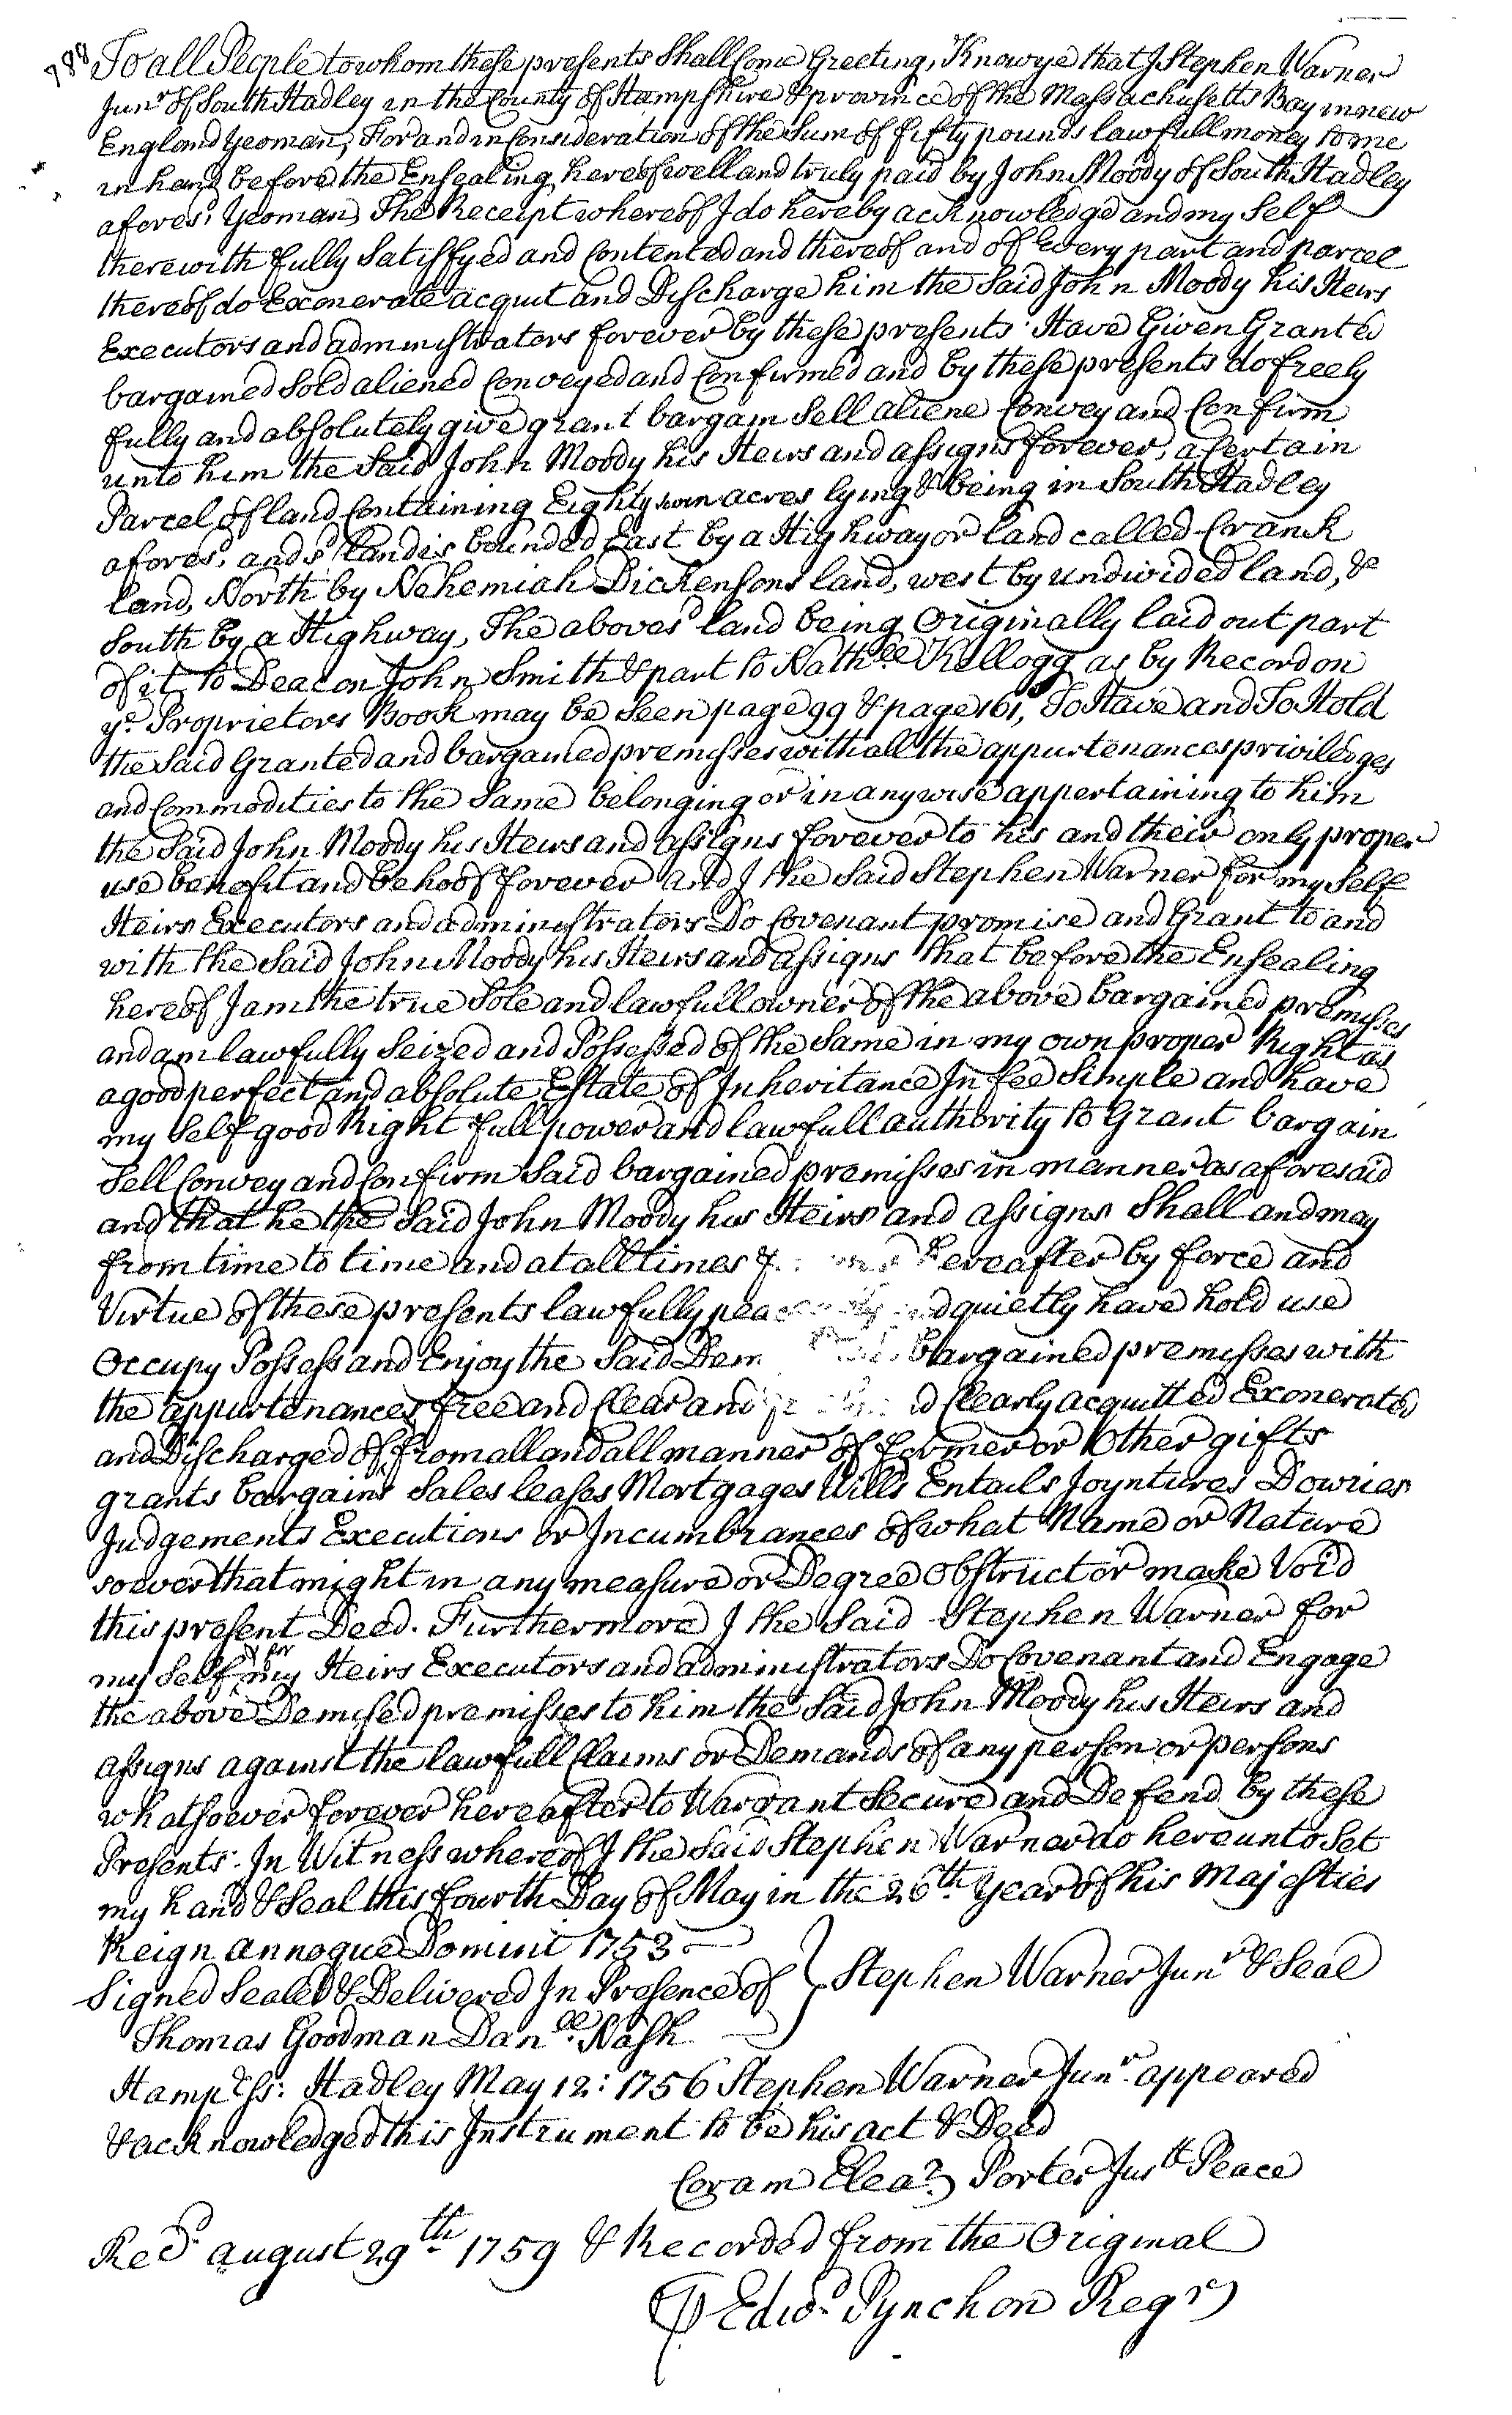 788 To all People to whom these presents Shall Come Greeting, Know ye that I Stephen Warner
Junr of South Hadley in the County of Hampshire & province of the Massachusetts Bay in new
England Yeoman, For and in Consideration of the Sum of fifty pounds lawfull money to me
in hand before the Ensealing hereof well and truly paid by John Moody of South Hadley
afores.d Yeoman, The Receipt whereof I do hereby acknowledge and my Self
therewith fully Satisfyed and Contented and thereof and of Every part and parcel
thereof do Exonerate acquit and Discharge him the Said John Moody his Heirs
Executors and administrators forever by these presents. Have Given Granted
bargained Sold aliened Conveyed and Confirmed and by these presents do freely
fully and absolutely give grant bargain Sell aliene Convey and Confirm
unto him the Said John Moody his Heirs and assigns forever, a Certain
Parcel of land Containing Eighty acres lying & being in South Hadley
afores.d, and s.d land is bounded East by a Highway or land called Crank
land, North by Nehemiah Dickensons land, west by undivided land, &
South by a Highway, The aboves.d land being Originally laid out part
of it, to Deacon John Smith & part to Nathll Kellogg as by Record on
ye Proprietors Book may be Seen page 99 & page 161, To Have and To Hold
the Said Granted and bargained premisses with all the appurtenances priviledges
and Commodities to the Same belonging or in any wise appertaining to him
the Said John Moody his Heirs and assigns forever to his and their only proper
use benefit and behoof forever and I the Said Stephen Warner for my Self
Heirs Executors and administrators Do Covenant promise and Grant to and
with the Said John Moody his Heirs and assigns that before the Ensealing
hereof I am the true Sole and lawfull owner of the above bargained premisses
and am lawfully Seized and Possessed of the Same in my own proper Right as
a good perfect and absolute Estate of Inheritance In fee Simple and have
my Self good Right full power and lawfull authority to Grant bargain
Sell Convey and Confirm Said bargained premisses in manner as aforesaid
and that he the Said John Moody his Heirs and assigns Shall and may
from time to time and at all times hereafter by force and
Virtue of these presents lawfully quietly have hold use
Occupy Possess and Enjoy the Said bargained premisses with
the appurtenances free and Clear and Clearly acquitted Exonerated
and Discharged of, from all and all manner of former or Other gifts
grants bargains Sales leases Mortgages Wills Entails Joyntures Dowries
Judgements Executions or Incumbrances of what Name or Nature
soever that might in any measure or Degree Obstruct or make Void
this present Deed. Furthermore I the Said Stephen Warner for
my Self & for my Heirs Executors and administrators Do Covenant and Engage
the above Demised premisses to him the Said John Moody his Heirs and
assigns against the lawfull Claims or Demands of any person or persons
whatsoever forever hereafter to Warrant Secure and Defend by these
Presents. In Witness whereof I the Said Stephen Warner do hereunto Set
my hand & Seal this fourth Day of May in the 26th Year of his Majesties
Reign annoque Domini 1753
Signed Sealed & Delivered In Presence of } Stephen Warner Junr & Seal
Thomas Goodman Danll Nash
Hamp ss: Hadley May 12: 1756 Stephen Warner Junr appeared
& acknowledged this Instrument to be his act & Deed
Coram Eleaz.r Porter Just Peace
Recd august 29th 1759 & Recorded from the Original
P Edwd Pynchon Regr